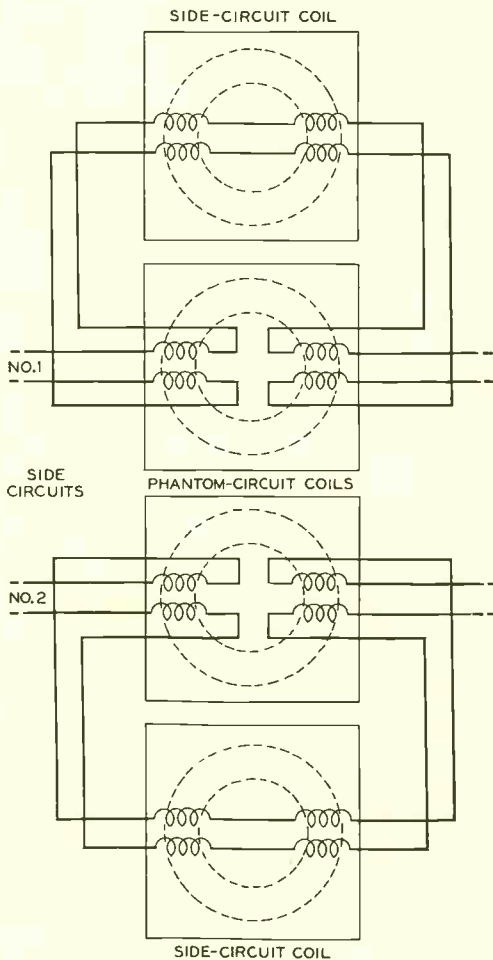 SIDE-CIRCUIT COIL
NO.1
SIDE
CIRCUITS
PHANTOM-CIRCUIT COILS
NO.2
SIDE-CIRCUIT COIL